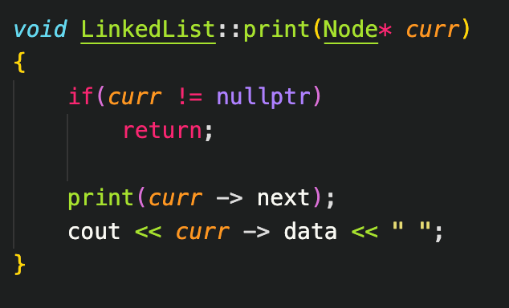 void LinkedList::print(Node* curr)
{
    if(curr != nullptr)
        return;

    print(curr -> next);
    cout << curr -> data << " ";
}